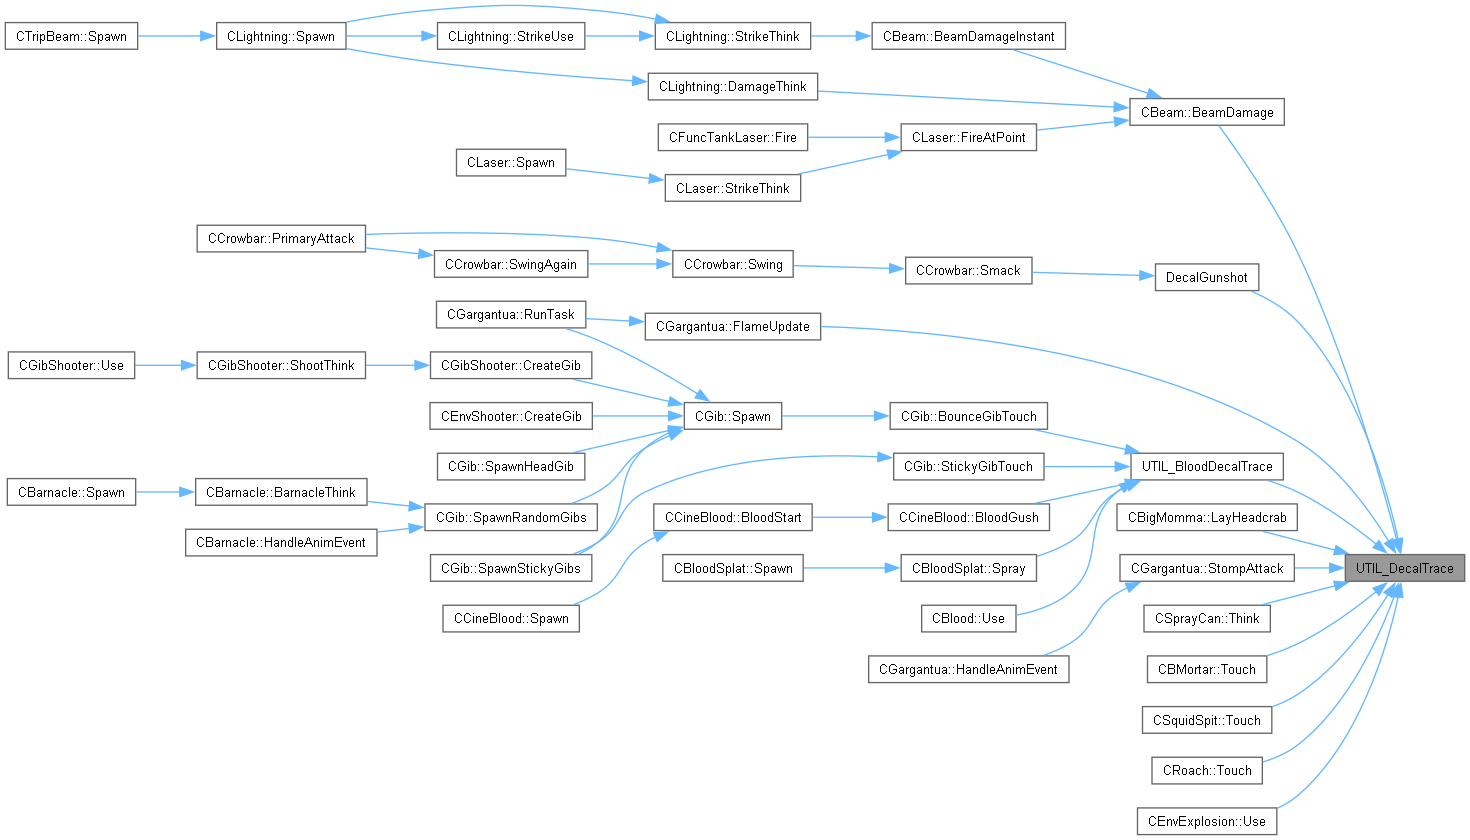 CTripBeam::Spawn
CLightning::Spawn
CLightning::StrikeUse
CLightning::StrikeThink
CBeam::BeamDamageInstant
CLightning::DamageThink
CBeam::BeamDamage
CFuncTankLaser::Fire
CLaser::FireAtPoint
CLaser::Spawn
CLaser::StrikeThink
CCrowbar::PrimaryAttack
CCrowbar::SwingAgain
CCrowbar::Swing
CCrowbar::Smack
DecalGunshot
CGargantua::RunTask
CGargantua::FlameUpdate
CGibShooter::Use
CGibShooter::ShootThink
CGibShooter::CreateGib
CEnvShooter::CreateGib
CGib::Spawn
CGib::BounceGibTouch
CGib::SpawnHeadGib
CGib::StickyGibTouch
UTIL_BloodDecalTrace
CBarnacle::Spawn
CBarnacle::BarnacleThink
CGib::SpawnRandomGibs
CCineBlood::BloodStart
CCineBlood::BloodGush
CBigMomma::LayHeadcrab
CBarnacle::HandleAnimEvent
CGib::SpawnStickyGibs
CBloodSplat::Spawn
CBloodSplat::Spray
CGargantua::StompAttack
UTIL_DecalTrace
CCineBlood::Spawn
CBlood::Use
CSprayCan::Think
CGargantua::HandleAnimEvent
CBMortar::Touch
CSquidSpit::Touch
CRoach::Touch
CEnvExplosion::Use